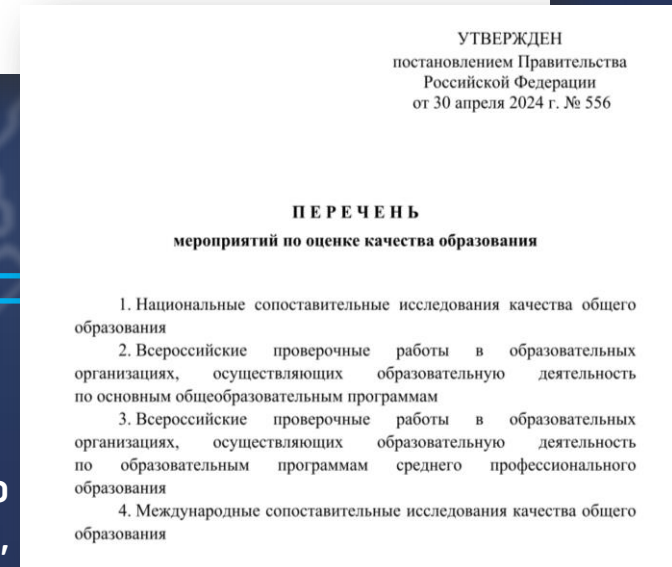 УТВЕРЖДЕН
постановлением Правительства
Российской Федерации
от 30 апреля 2024 г. № 556
П Е Р Е Ч Е Н Ь
мероприятий по оценке качества образования
1. Национальные сопоставительные исследования качества общего
образования
2. Всероссийские проверочные работы в образовательных
организациях, осуществляющих образовательную деятельность
по основным общеобразовательным программам
3. Всероссийские проверочные работы в образовательных
организациях, осуществляющих образовательную деятельность
по образовательным программам среднего профессионального
образования
4. Международные сопоставительные исследования качества общего
образования